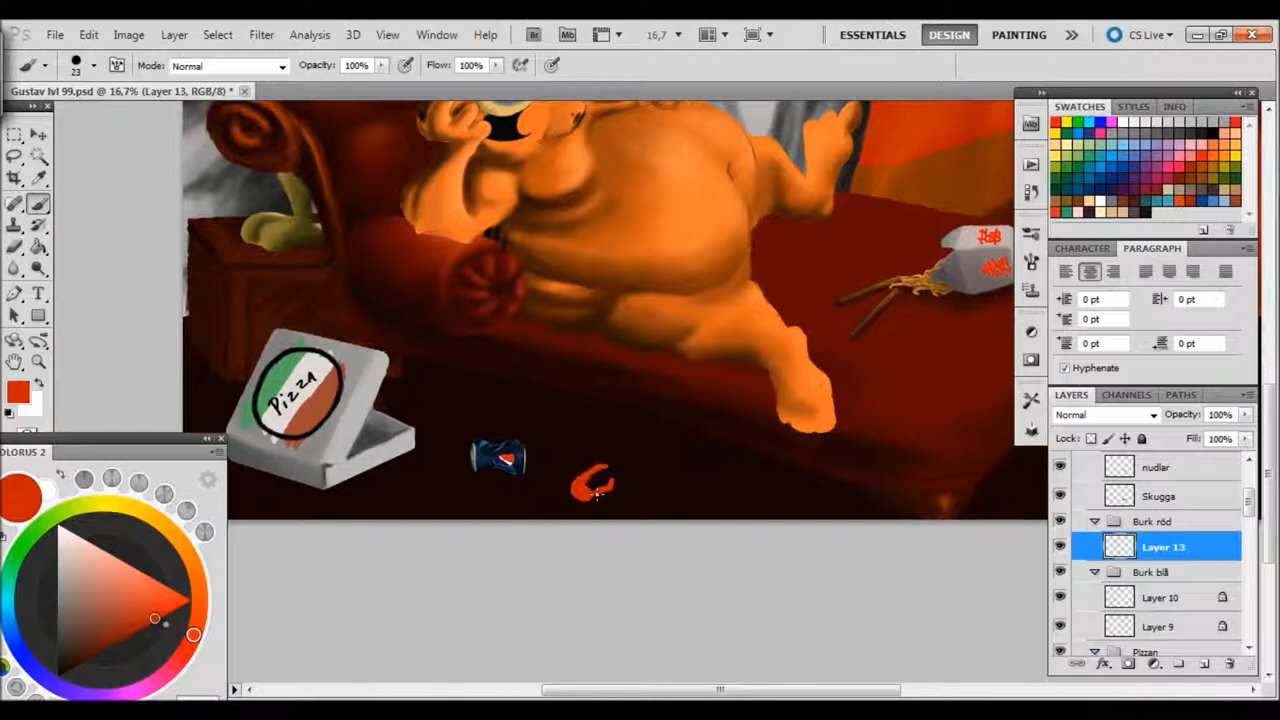 Ps File Edit Image Layer Select Filter Analysis 3D View Window Help Br Mb 16,7 ESSENTIALS DESIGN PAINTING CS Live
23 Mode: Normal Opacity: 100% Flow: 100%
Gustav lvl 99.psd @ 16,7% (Layer 13, RGB/8) *
SWATCHES STYLES INFO
Mb
CHARACTER PARAGRAPH
0 pt 0 pt
0 pt
0 pt 0 pt
Hyphenate
LAYERS CHANNELS PATHS
Normal Opacity: 100%
Lock: Fill: 100%
nudlar
Skugga
Burk röd
Layer 13
Burk blå
Layer 10
Layer 9
Pizzan
Pizza
OLORUS 2